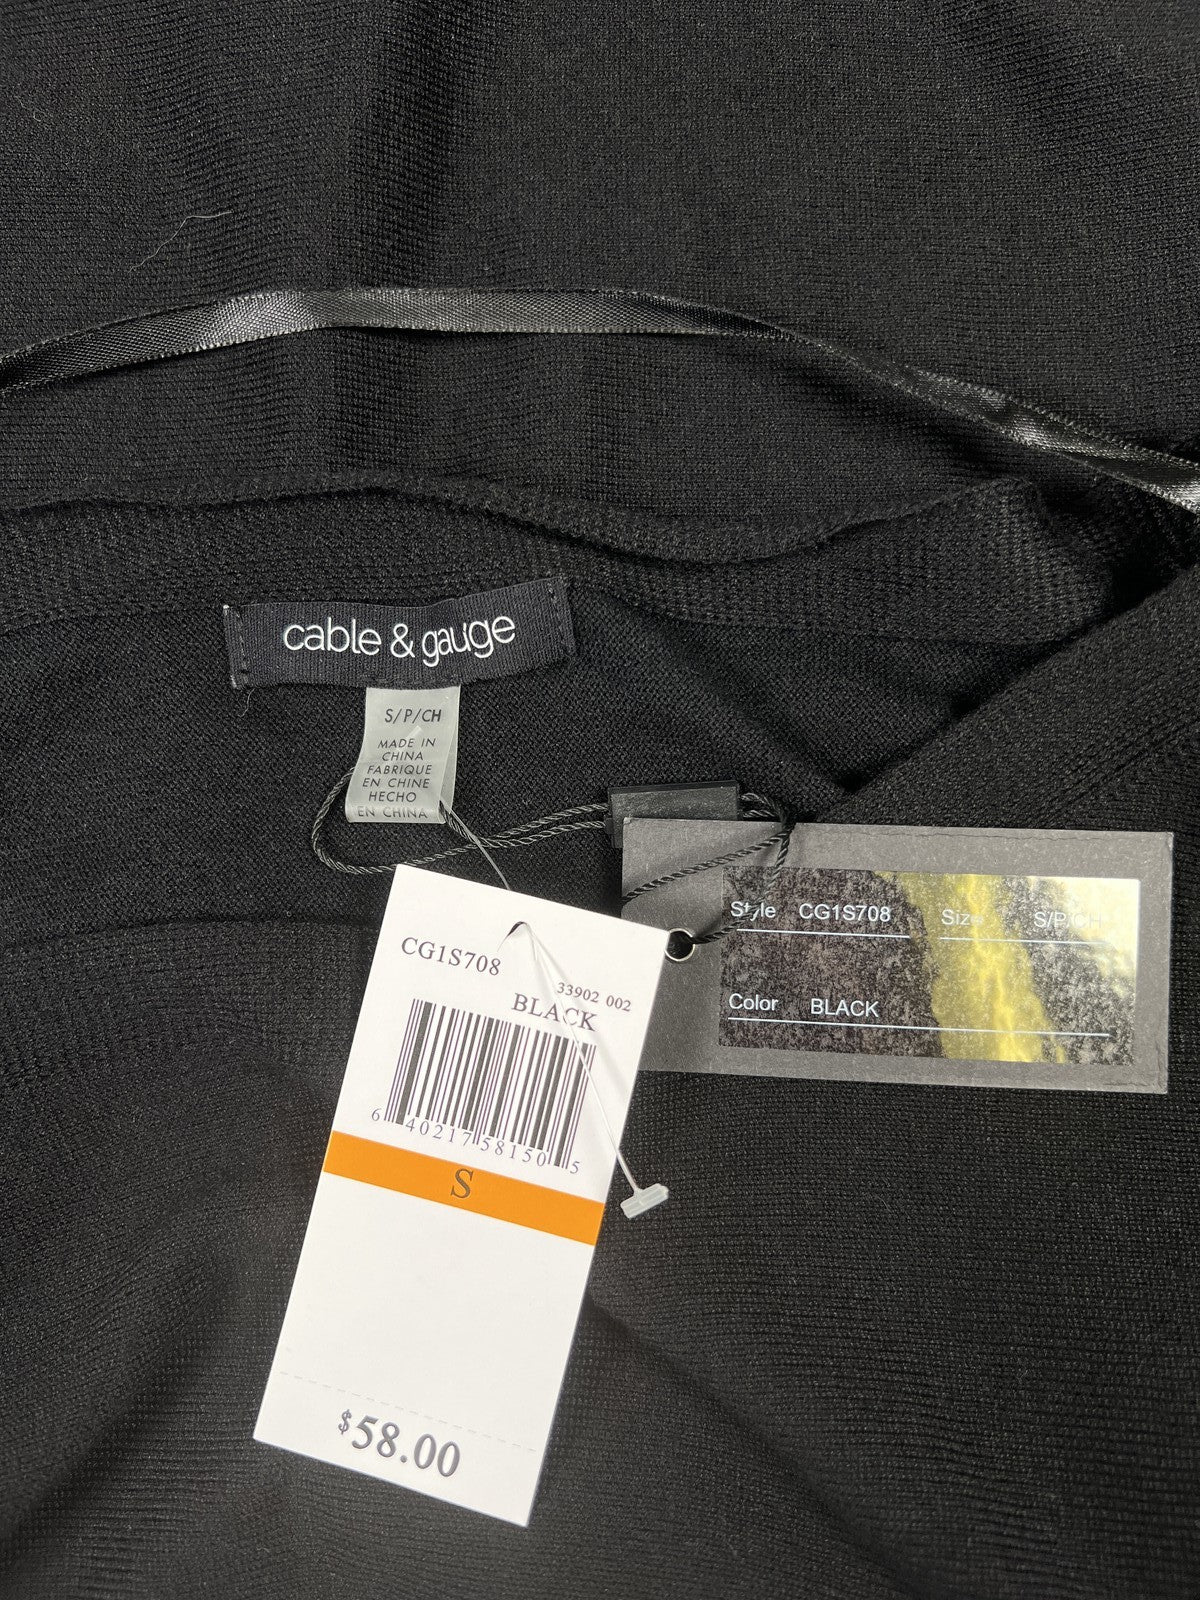 cable & gauge
S/P/CH
MADE IN
CHINA
FABRIQUE
EN CHINE
HECHO
EN CHINA
Style CG1S708 Size S/P/CH
Color BLACK
CG1S708
33902 002
BLACK
6 40217 58150 5
S
$58.00